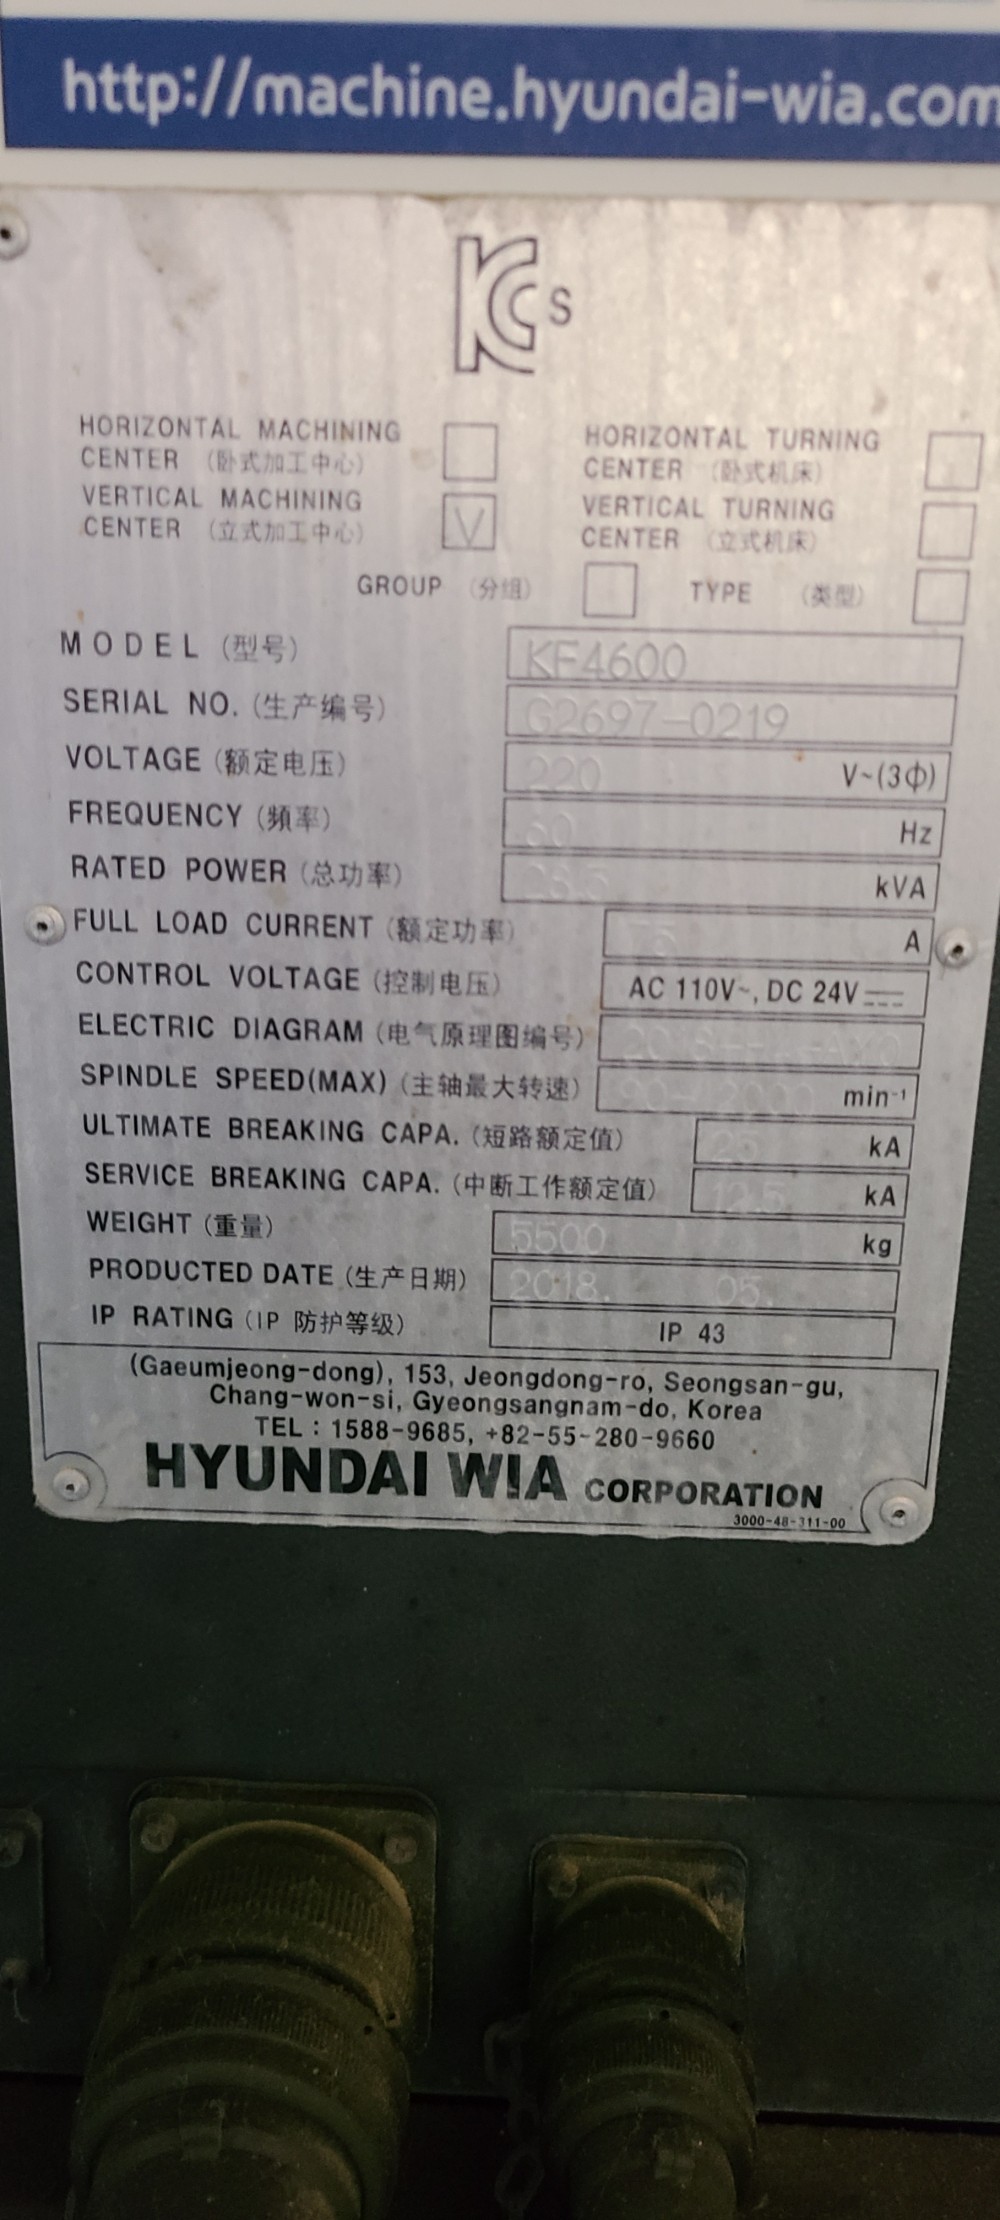 http://machine.hyundai-wia.com
KCs
HORIZONTAL MACHINING
CENTER (卧式加工中心)
HORIZONTAL TURNING
CENTER (卧式机床)
VERTICAL MACHINING
CENTER (立式加工中心) V
VERTICAL TURNING
CENTER (立式机床)
GROUP (分组) TYPE (类型)
MODEL (型号) KF4600
SERIAL NO. (生产编号) G2697-0219
VOLTAGE (额定电压) 220 V~(3Φ)
FREQUENCY (頻率) 60 Hz
RATED POWER (总功率) kVA
FULL LOAD CURRENT (额定功率) A
CONTROL VOLTAGE (控制电压) AC 110V~, DC 24V
ELECTRIC DIAGRAM (电气原理图编号)
SPINDLE SPEED(MAX) (主轴最大转速) min⁻¹
ULTIMATE BREAKING CAPA. (短路额定值) 25 kA
SERVICE BREAKING CAPA. (中断工作额定值) 12.5 kA
WEIGHT (重量) 5500 kg
PRODUCTED DATE (生产日期) 2018. 05.
IP RATING (IP 防护等级) IP 43
(Gaeumjeong-dong), 153, Jeongdong-ro, Seongsan-gu,
Chang-won-si, Gyeongsangnam-do, Korea
TEL : 1588-9685, +82-55-280-9660
HYUNDAI WIA CORPORATION
3000-48-311-00